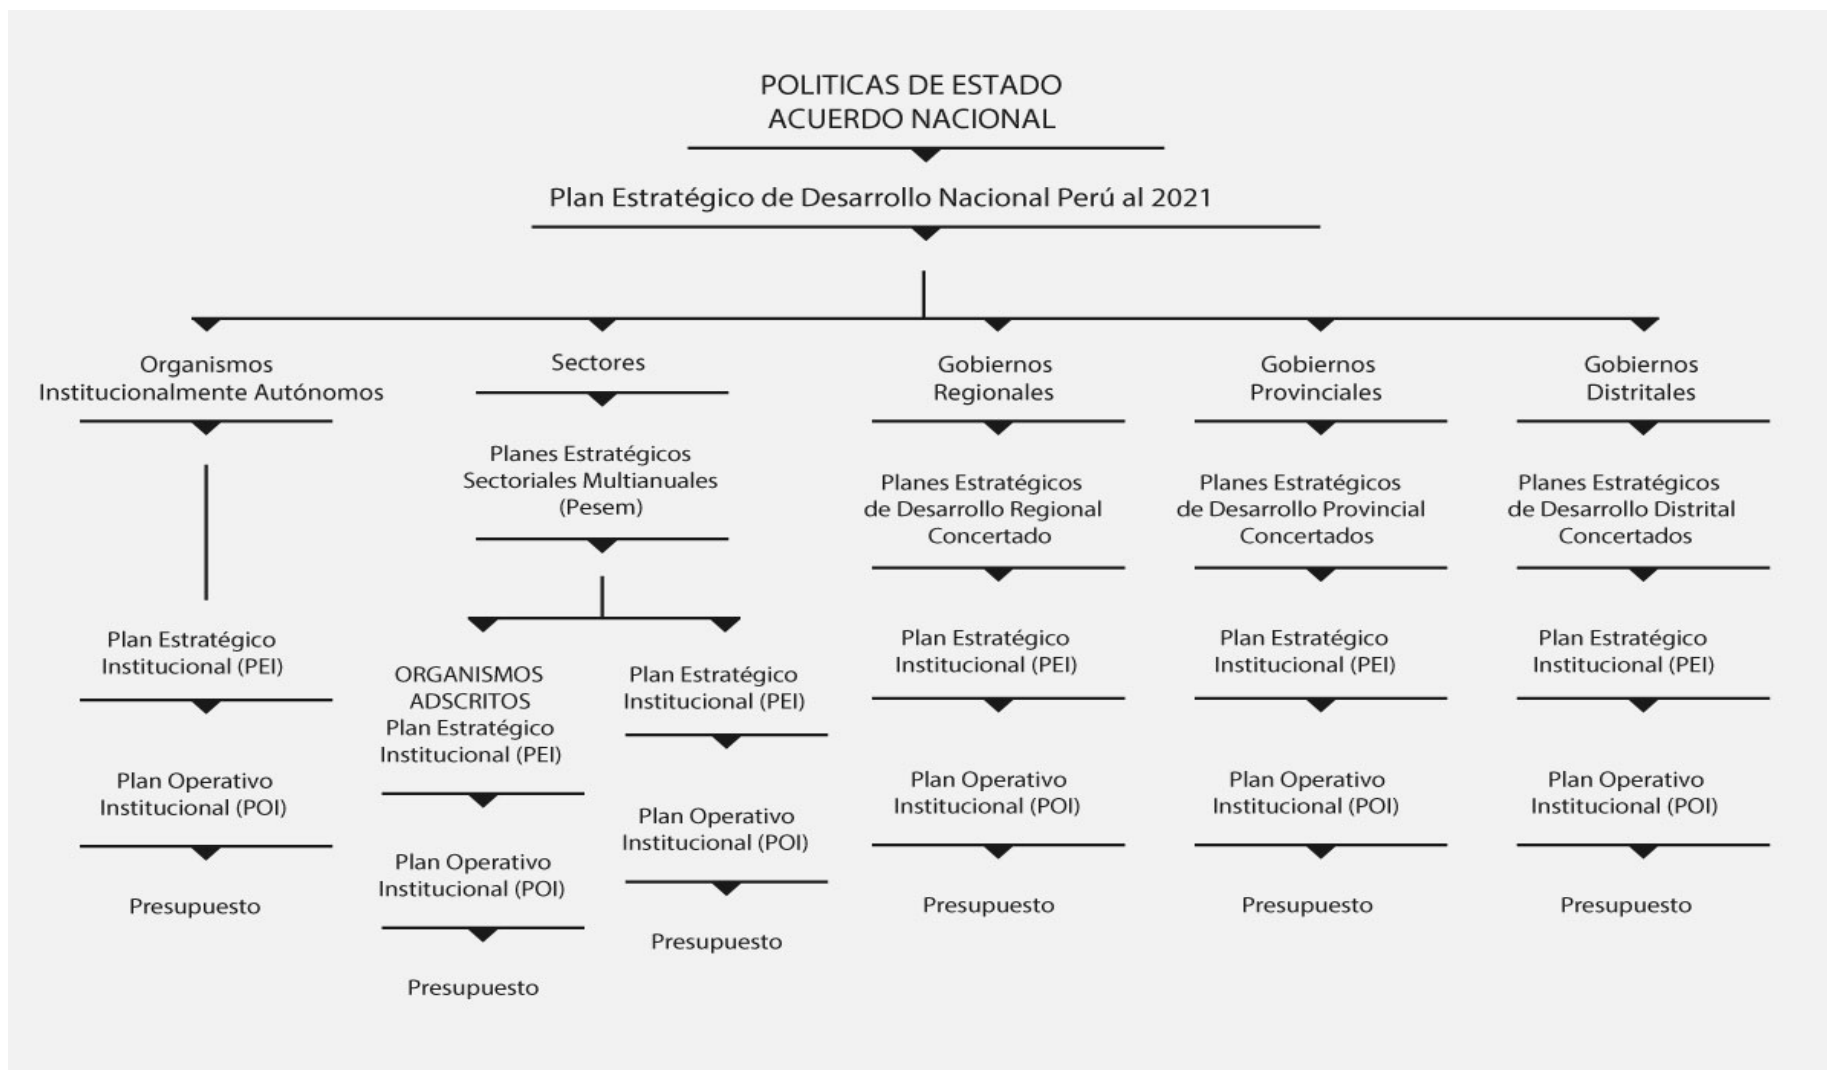 POLITICAS DE ESTADO
ACUERDO NACIONAL
Plan Estratégico de Desarrollo Nacional Perú al 2021
Organismos
Institucionalmente Autónomos
Plan Estratégico
Institucional (PEI)
Plan Operativo
Institucional (POI)
Presupuesto
Sectores
Planes Estratégicos
Sectoriales Multianuales
(Pesem)
ORGANISMOS
ADSCRITOS
Plan Estratégico
Institucional (PEI)
Plan Operativo
Institucional (POI)
Presupuesto
Plan Estratégico
Institucional (PEI)
Plan Operativo
Institucional (POI)
Presupuesto
Gobiernos
Regionales
Planes Estratégicos
de Desarrollo Regional
Concertado
Plan Estratégico
Institucional (PEI)
Plan Operativo
Institucional (POI)
Presupuesto
Gobiernos
Provinciales
Planes Estratégicos
de Desarrollo Provincial
Concertados
Plan Estratégico
Institucional (PEI)
Plan Operativo
Institucional (POI)
Presupuesto
Gobiernos
Distritales
Planes Estratégicos
de Desarrollo Distrital
Concertados
Plan Estratégico
Institucional (PEI)
Plan Operativo
Institucional (POI)
Presupuesto